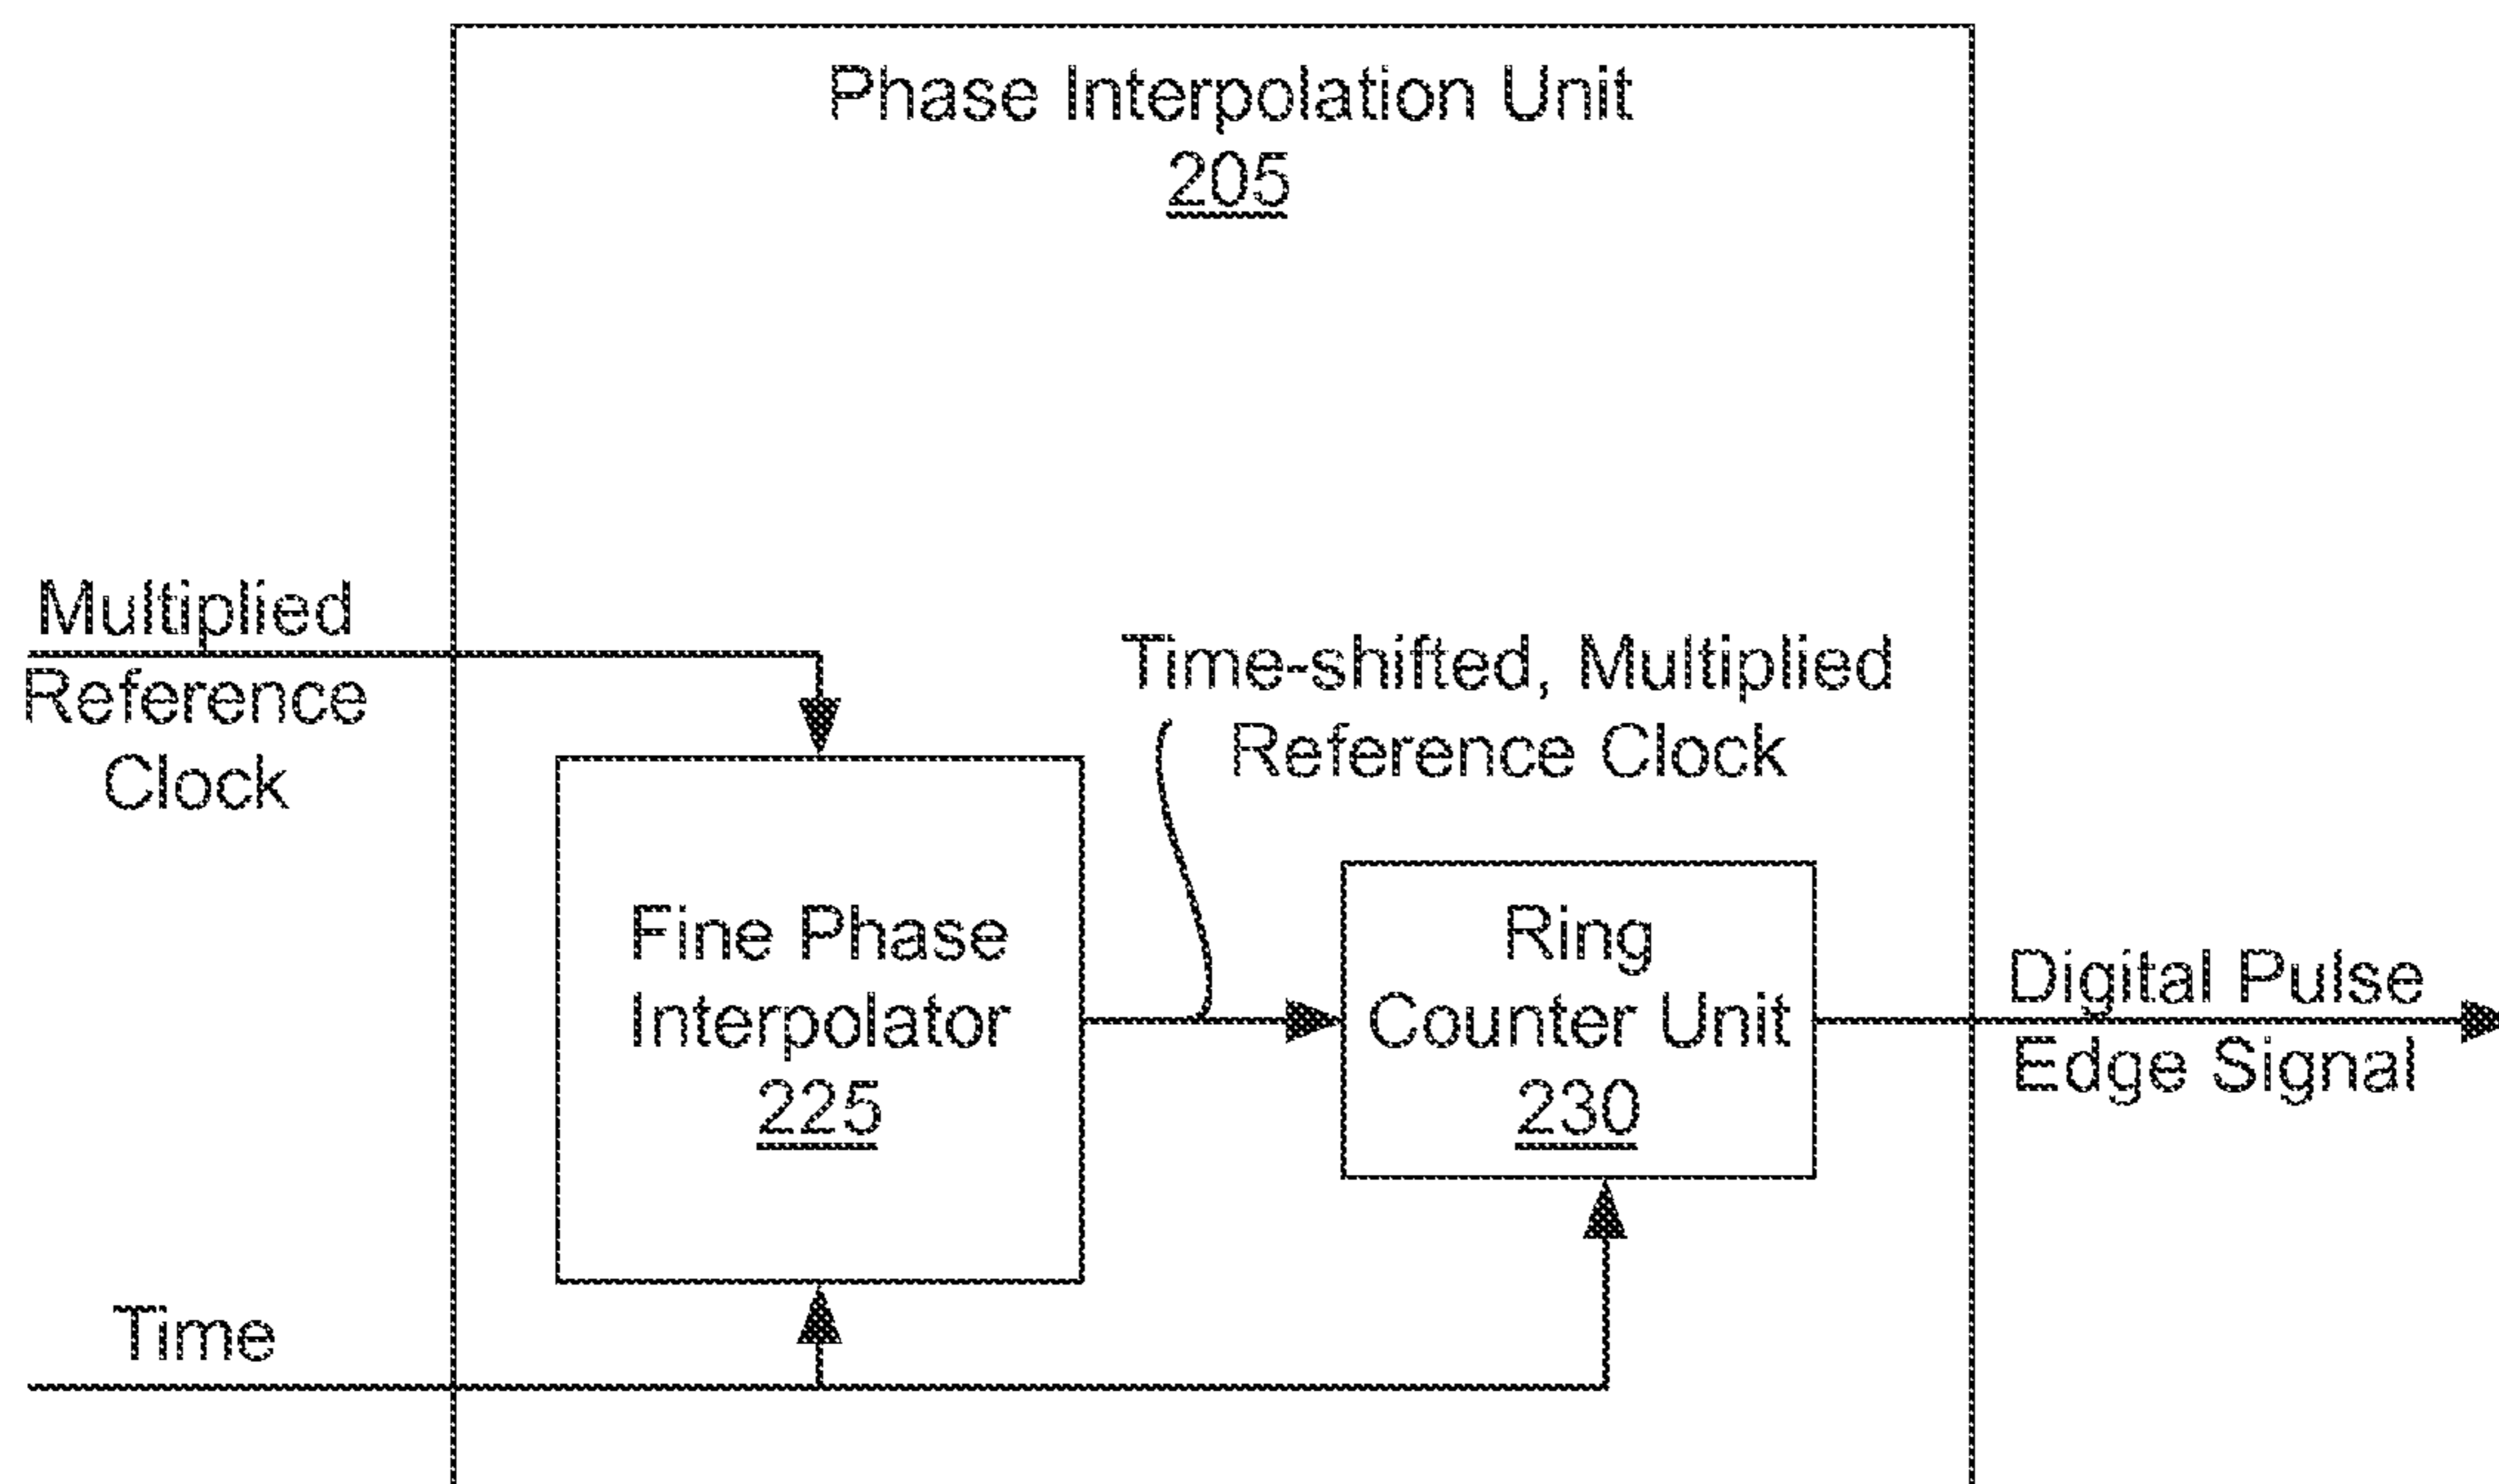 Phase Interpolation Unit
205
Multiplied
Reference
Clock
Time-shifted, Multiplied
Reference Clock
Fine Phase
Interpolator
225
Ring
Counter Unit
230
Digital Pulse
Edge Signal
Time